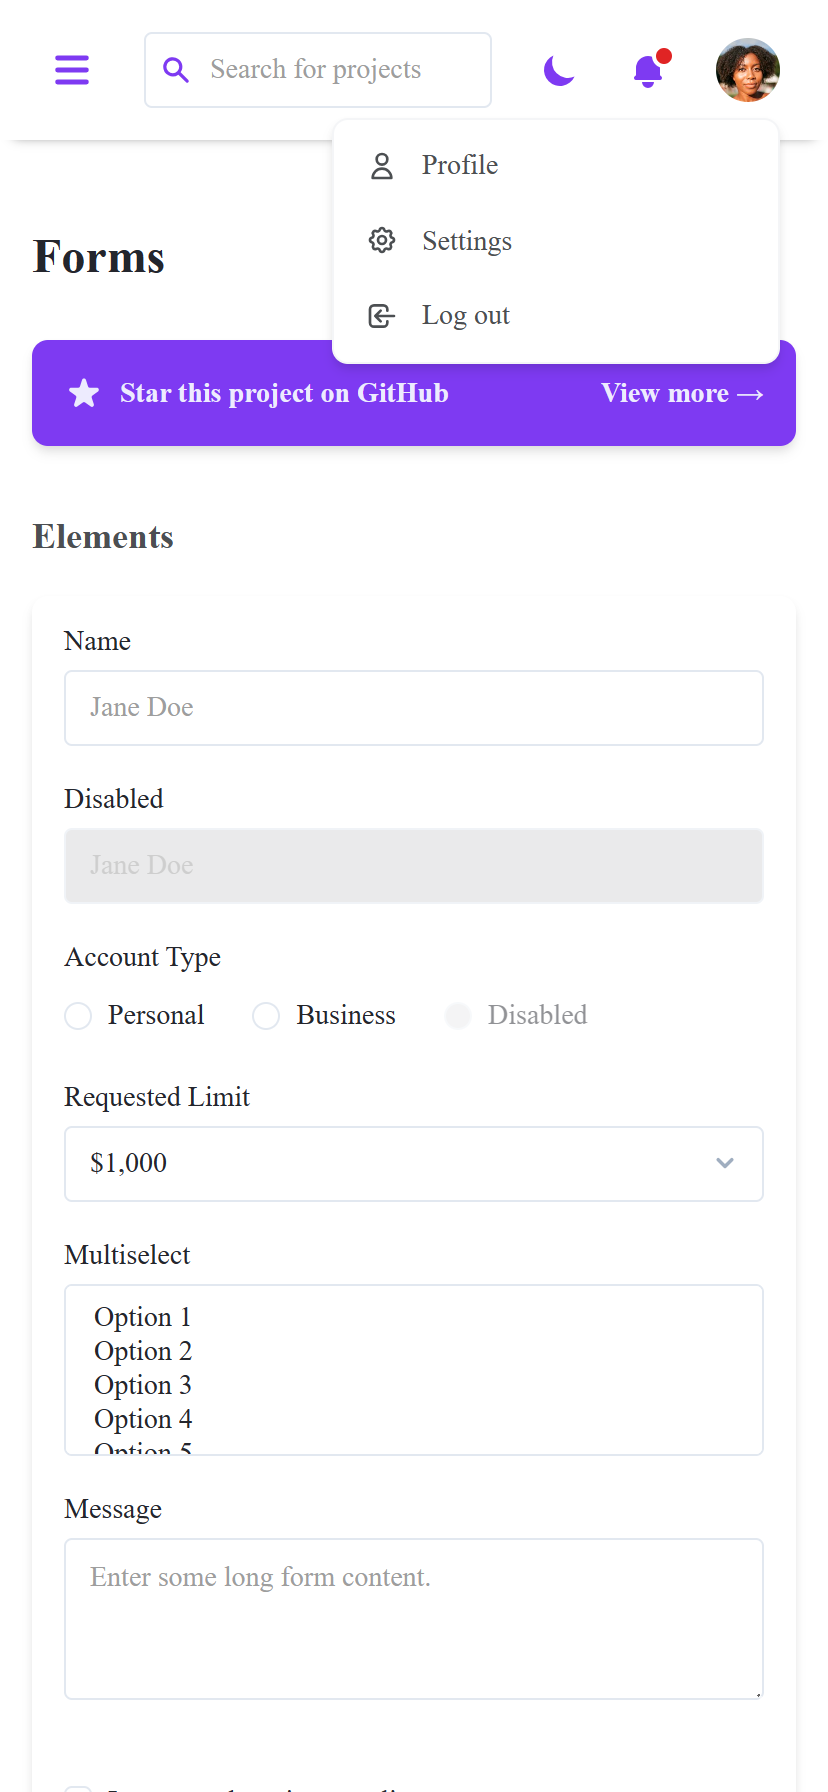 Search for projects
Profile
Settings
Log out
Forms
Star this project on GitHub
View more →
Elements
Name
Jane Doe
Disabled
Jane Doe
Account Type
Personal
Business
Disabled
Requested Limit
$1,000
Multiselect
Option 1
Option 2
Option 3
Option 4
Option 5
Message
Enter some long form content.